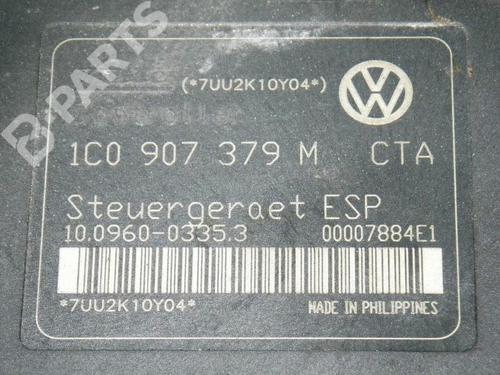 B-PARTS
(*7UU2K10Y04*)
1C0 907 379 M CTA
Steuergeraet ESP
10.0960-0335.3 00007884E1
*7UU2K10Y04*
MADE IN PHILIPPINES